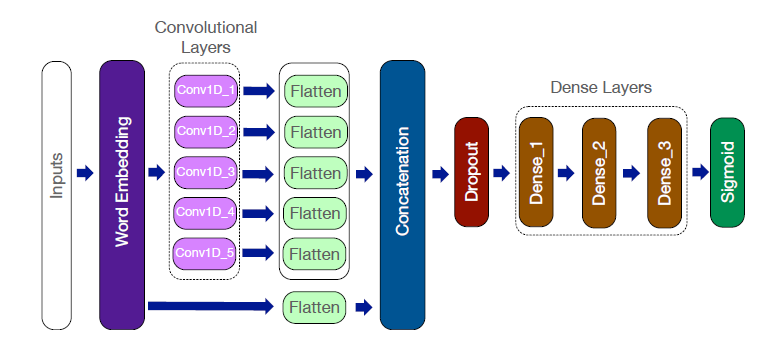 Convolutional
Layers
Inputs
Word Embedding
Conv1D_1
Conv1D_2
Conv1D_3
Conv1D_4
Conv1D_5
Flatten
Flatten
Flatten
Flatten
Flatten
Flatten
Concatenation
Dropout
Dense Layers
Dense_1
Dense_2
Dense_3
Sigmoid